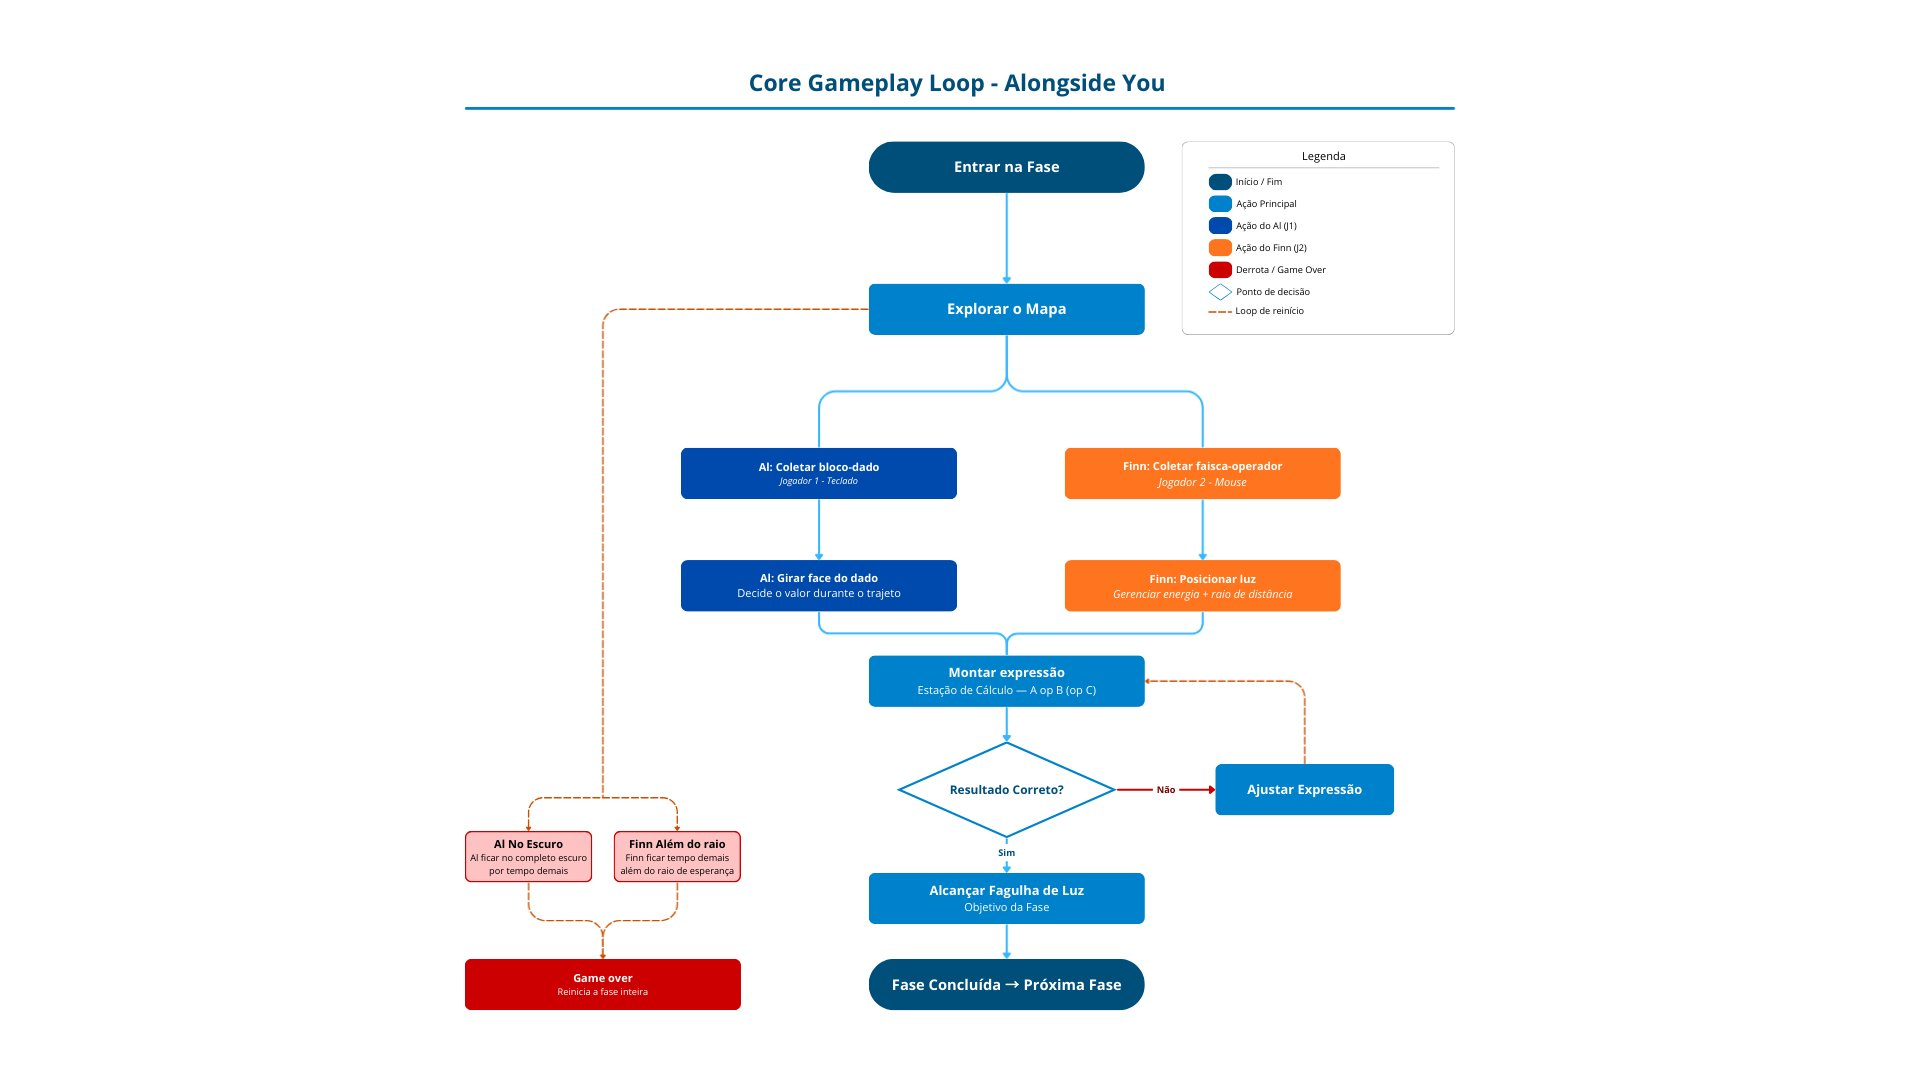 Core Gameplay Loop - Alongside You
Entrar na Fase
Legenda
Início / Fim
Ação Principal
Ação do Al (J1)
Ação do Finn (J2)
Derrota / Game Over
Ponto de decisão
Loop de reinício
Explorar o Mapa
Al: Coletar bloco-dado
Jogador 1 - Teclado
Finn: Coletar faisca-operador
Jogador 2 - Mouse
Al: Girar face do dado
Decide o valor durante o trajeto
Finn: Posicionar luz
Gerenciar energia + raio de distância
Montar expressão
Estação de Cálculo — A op B (op C)
Resultado Correto?
Não
Ajustar Expressão
Sim
Al No Escuro
Al ficar no completo escuro
por tempo demais
Finn Além do raio
Finn ficar tempo demais
além do raio de esperança
Alcançar Fagulha de Luz
Objetivo da Fase
Game over
Reinicia a fase inteira
Fase Concluída → Próxima Fase